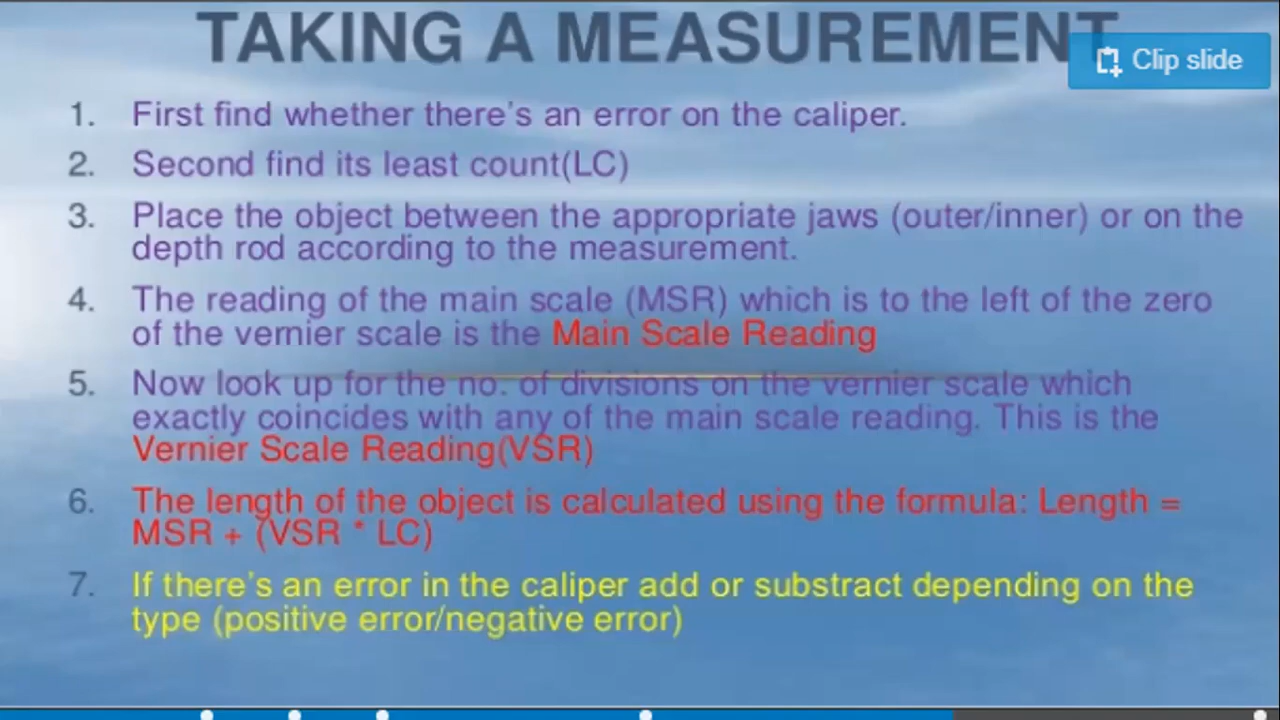 TAKING A MEASUREMENT
Clip slide
1. First find whether there's an error on the caliper.
2. Second find its least count(LC)
3. Place the object between the appropriate jaws (outer/inner) or on the
depth rod according to the measurement.
4. The reading of the main scale (MSR) which is to the left of the zero
of the vernier scale is the Main Scale Reading
5. Now look up for the no. of divisions on the vernier scale which
exactly coincides with any of the main scale reading. This is the
Vernier Scale Reading(VSR)
6. The length of the object is calculated using the formula: Length =
MSR + (VSR * LC)
7. If there's an error in the caliper add or substract depending on the
type (positive error/negative error)